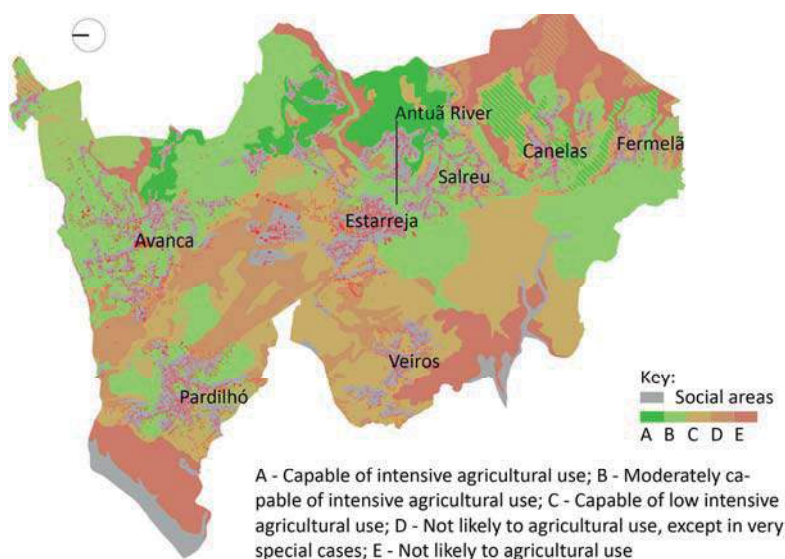 Antuã River
Canelas
Fermelã
Salreu
Estarreja
Avanca
Veiros
Pardilhó
Key:
Social areas
A B C D E
A - Capable of intensive agricultural use; B - Moderately ca-
pable of intensive agricultural use; C - Capable of low intensive
agricultural use; D - Not likely to agricultural use, except in very
special cases; E - Not likely to agricultural use